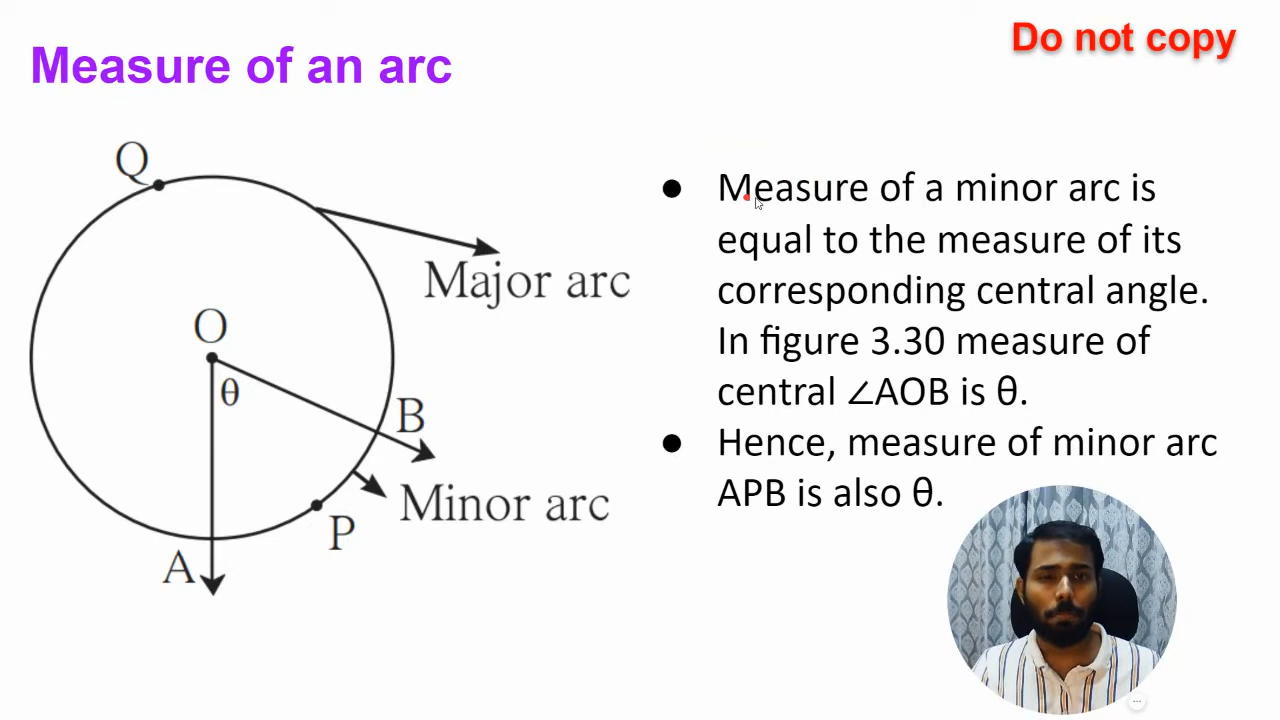 Do not copy
Measure of an arc
Q
Major arc
O
θ
B
Minor arc
P
A
● Measure of a minor arc is
equal to the measure of its
corresponding central angle.
In figure 3.30 measure of
central ∠AOB is θ.
● Hence, measure of minor arc
APB is also θ.